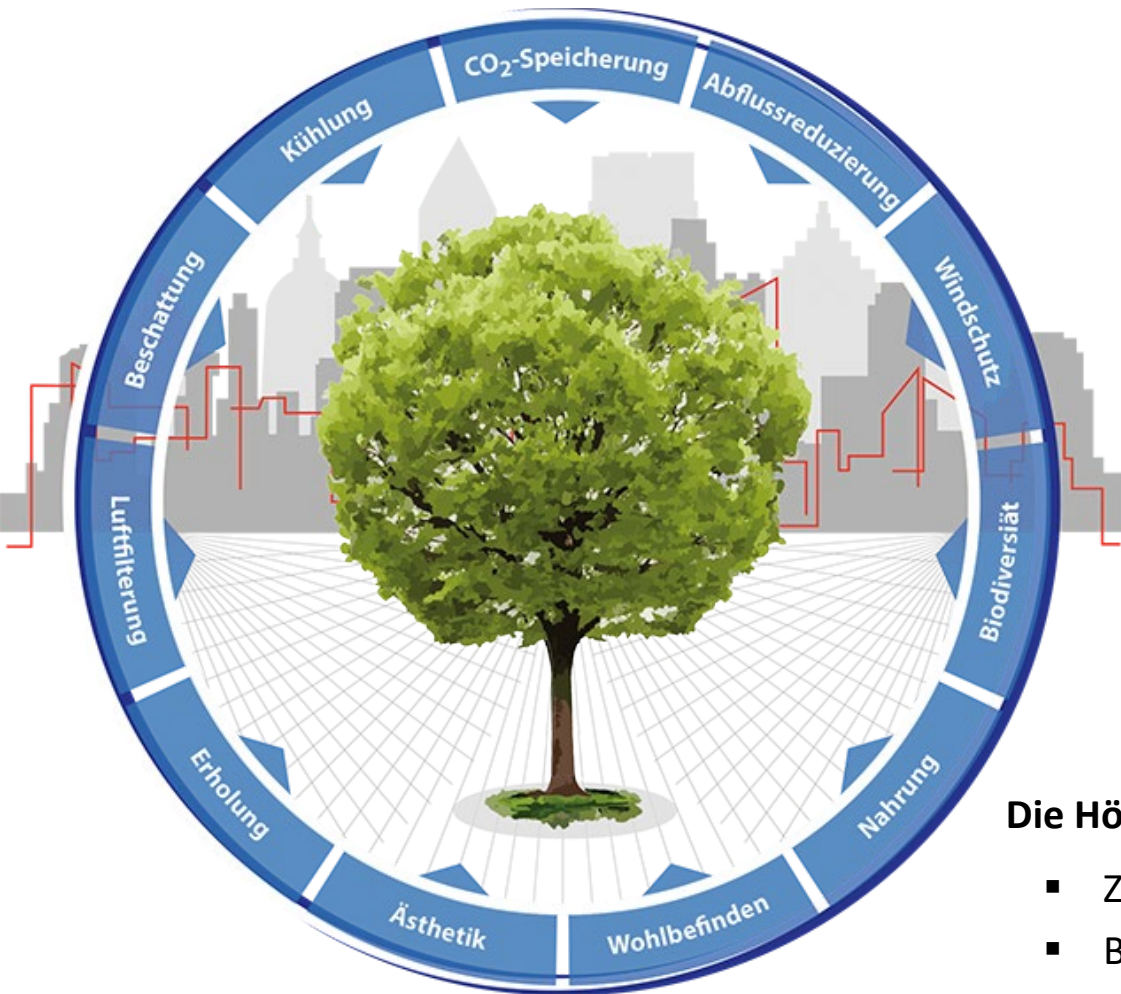 CO2-Speicherung
Abflussreduzierung
Windschutz
Biodiversiät
Nahrung
Wohlbefinden
Ästhetik
Erholung
Luftfilterung
Beschattung
Kühlung
Die Hö
▪ Z
▪ B